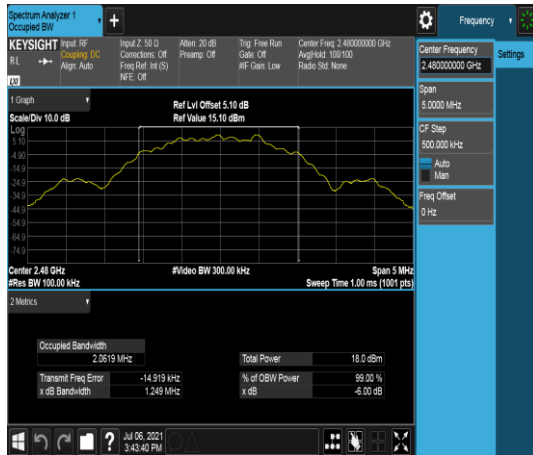 Spectrum Analyzer 1
Occupied BW
+
Frequency
KEYSIGHT
RL
LXI
Input: RF
Coupling: DC
Align: Auto
Input Z: 50 Ω
Corrections: Off
Freq Ref: Int (S)
NFE: Off
Atten: 20 dB
Preamp: Off
Trig: Free Run
Gate: Off
#IF Gain: Low
Center Freq: 2.480000000 GHz
Avg|Hold: 100/100
Radio Std: None
Center Frequency
2.480000000 GHz
Settings
Span
5.0000 MHz
CF Step
500.000 kHz
Auto
Man
Freq Offset
0 Hz
1 Graph
Scale/Div 10.0 dB
Ref Lvl Offset 5.10 dB
Ref Value 15.10 dBm
Log
5.10
-4.90
-14.9
-24.9
-34.9
-44.9
-54.9
-64.9
-74.9
Center 2.48 GHz
#Res BW 100.00 kHz
#Video BW 300.00 kHz
Span 5 MHz
Sweep Time 1.00 ms (1001 pts)
2 Metrics
Occupied Bandwidth
2.0619 MHz
Total Power 18.0 dBm
Transmit Freq Error -14.919 kHz
% of OBW Power 99.00 %
x dB Bandwidth 1.249 MHz
x dB -6.00 dB
?
Jul 06, 2021
3:43:40 PM